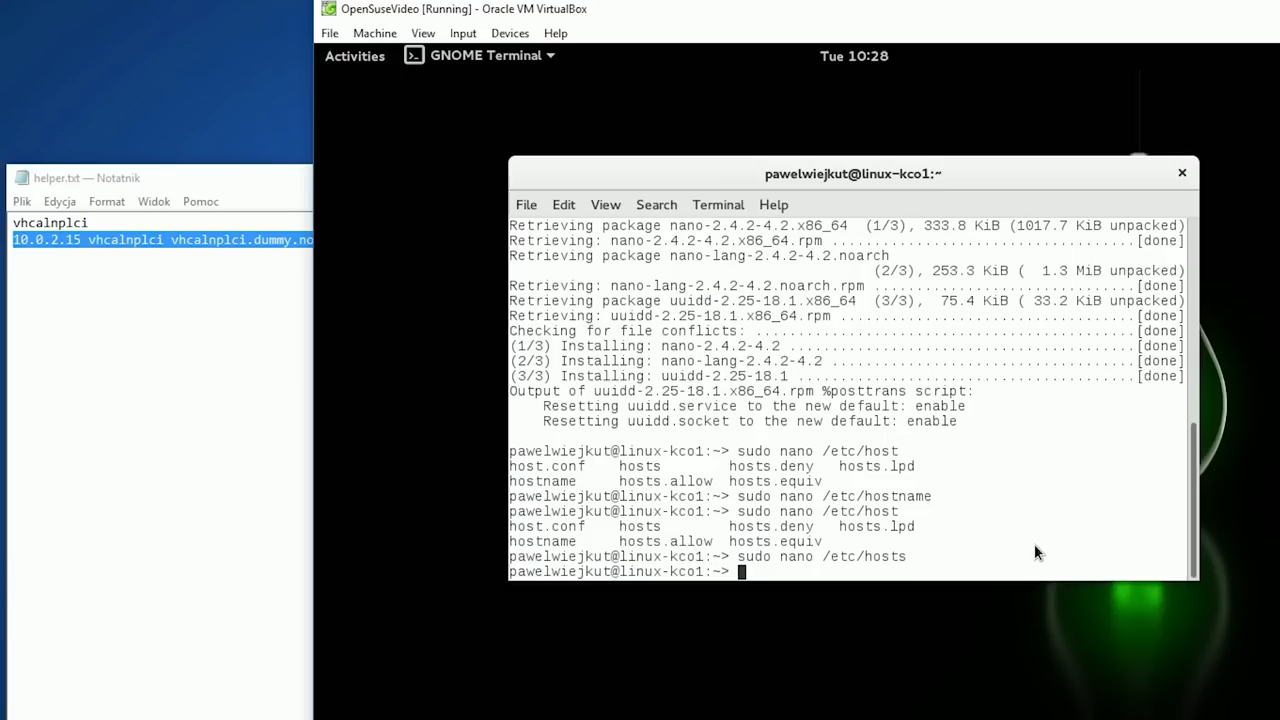 OpenSuseVideo [Running] - Oracle VM VirtualBox
File Machine View Input Devices Help
Activities GNOME Terminal Tue 10:28
helper.txt — Notatnik
Plik Edycja Format Widok Pomoc
vhcalnplci
10.0.2.15 vhcalnplci vhcalnplci.dummy.no
pawelwiejkut@linux-kco1:~
File Edit View Search Terminal Help
Retrieving package nano-2.4.2-4.2.x86_64 (1/3), 333.8 KiB (1017.7 KiB unpacked)
Retrieving: nano-2.4.2-4.2.x86_64.rpm ..........................................[done]
Retrieving package nano-lang-2.4.2-4.2.noarch
(2/3), 253.3 KiB ( 1.3 MiB unpacked)
Retrieving: nano-lang-2.4.2-4.2.noarch.rpm .....................................[done]
Retrieving package uuidd-2.25-18.1.x86_64 (3/3), 75.4 KiB ( 33.2 KiB unpacked)
Retrieving: uuidd-2.25-18.1.x86_64.rpm .........................................[done]
Checking for file conflicts: ...................................................[done]
(1/3) Installing: nano-2.4.2-4.2 ...............................................[done]
(2/3) Installing: nano-lang-2.4.2-4.2 ..........................................[done]
(3/3) Installing: uuidd-2.25-18.1 ..............................................[done]
Output of uuidd-2.25-18.1.x86_64.rpm %posttrans script:
Resetting uuidd.service to the new default: enable
Resetting uuidd.socket to the new default: enable
pawelwiejkut@linux-kco1:~> sudo nano /etc/host
host.conf hosts hosts.deny hosts.lpd
hostname hosts.allow hosts.equiv
pawelwiejkut@linux-kco1:~> sudo nano /etc/hostname
pawelwiejkut@linux-kco1:~> sudo nano /etc/host
host.conf hosts hosts.deny hosts.lpd
hostname hosts.allow hosts.equiv
pawelwiejkut@linux-kco1:~> sudo nano /etc/hosts
pawelwiejkut@linux-kco1:~>